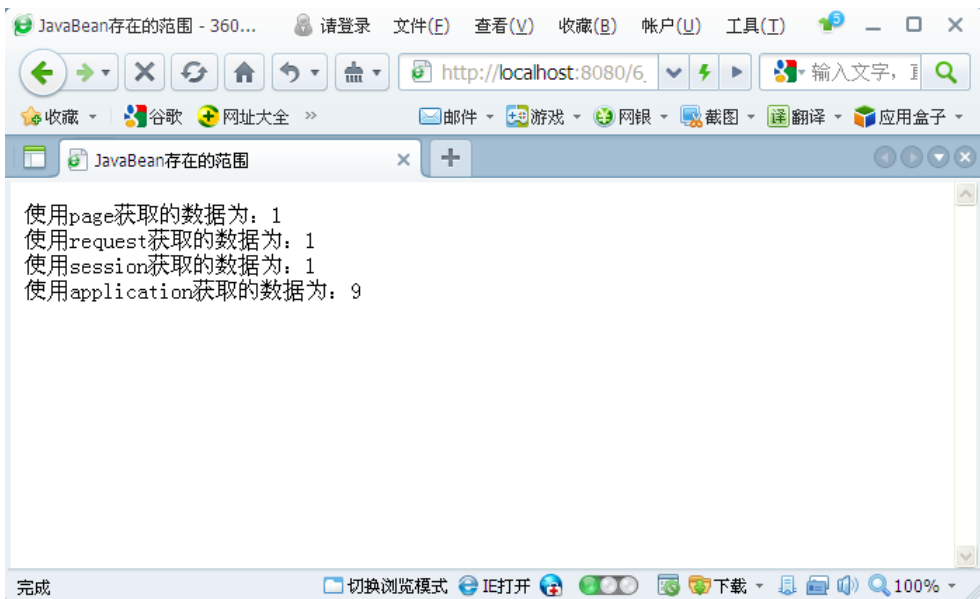 JavaBean存在的范围 - 360... 请登录 文件(F) 查看(V) 收藏(B) 帐户(U) 工具(T) 5
http://localhost:8080/6_ 输入文字，
收藏 谷歌 网址大全 » 邮件 游戏 网银 截图 译 翻译 应用盒子
JavaBean存在的范围
使用page获取的数据为：1
使用request获取的数据为：1
使用session获取的数据为：1
使用application获取的数据为：9
完成 切换浏览模式 IE打开 下载 100%